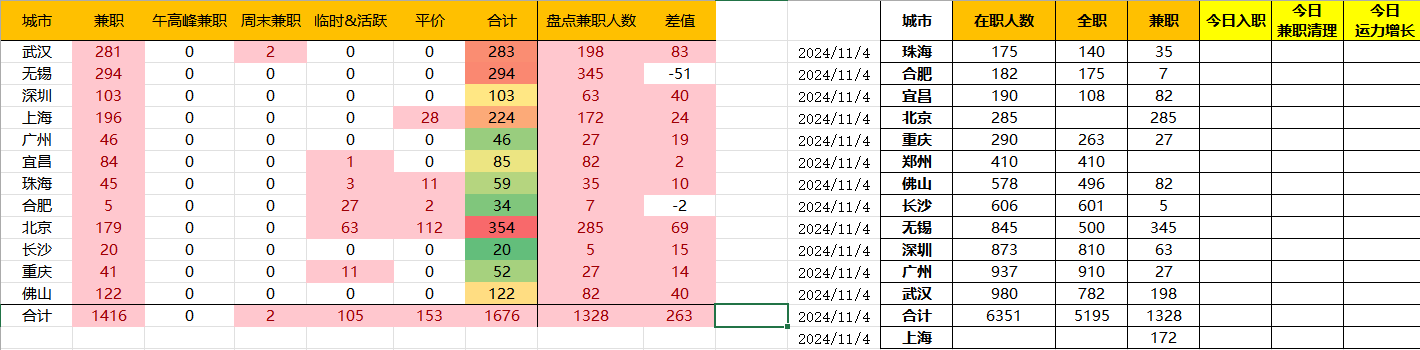 城市 兼职 午高峰兼职 周末兼职 临时&活跃 平价 合计 盘点兼职人数 差值 城市 在职人数 全职 兼职 今日入职 今日兼职清理 今日运力增长
武汉 281 0 2 0 0 283 198 83 2024/11/4 珠海 175 140 35
无锡 294 0 0 0 0 294 345 -51 2024/11/4 合肥 182 175 7
深圳 103 0 0 0 0 103 63 40 2024/11/4 宜昌 190 108 82
上海 196 0 0 0 28 224 172 24 2024/11/4 北京 285 285
广州 46 0 0 0 0 46 27 19 2024/11/4 重庆 290 263 27
宜昌 84 0 0 1 0 85 82 2 2024/11/4 郑州 410 410
珠海 45 0 0 3 11 59 35 10 2024/11/4 佛山 578 496 82
合肥 5 0 0 27 2 34 7 -2 2024/11/4 长沙 606 601 5
北京 179 0 0 63 112 354 285 69 2024/11/4 无锡 845 500 345
长沙 20 0 0 0 0 20 5 15 2024/11/4 深圳 873 810 63
重庆 41 0 0 11 0 52 27 14 2024/11/4 广州 937 910 27
佛山 122 0 0 0 0 122 82 40 2024/11/4 武汉 980 782 198
合计 1416 0 2 105 153 1676 1328 263 2024/11/4 合计 6351 5195 1328
2024/11/4 上海 172